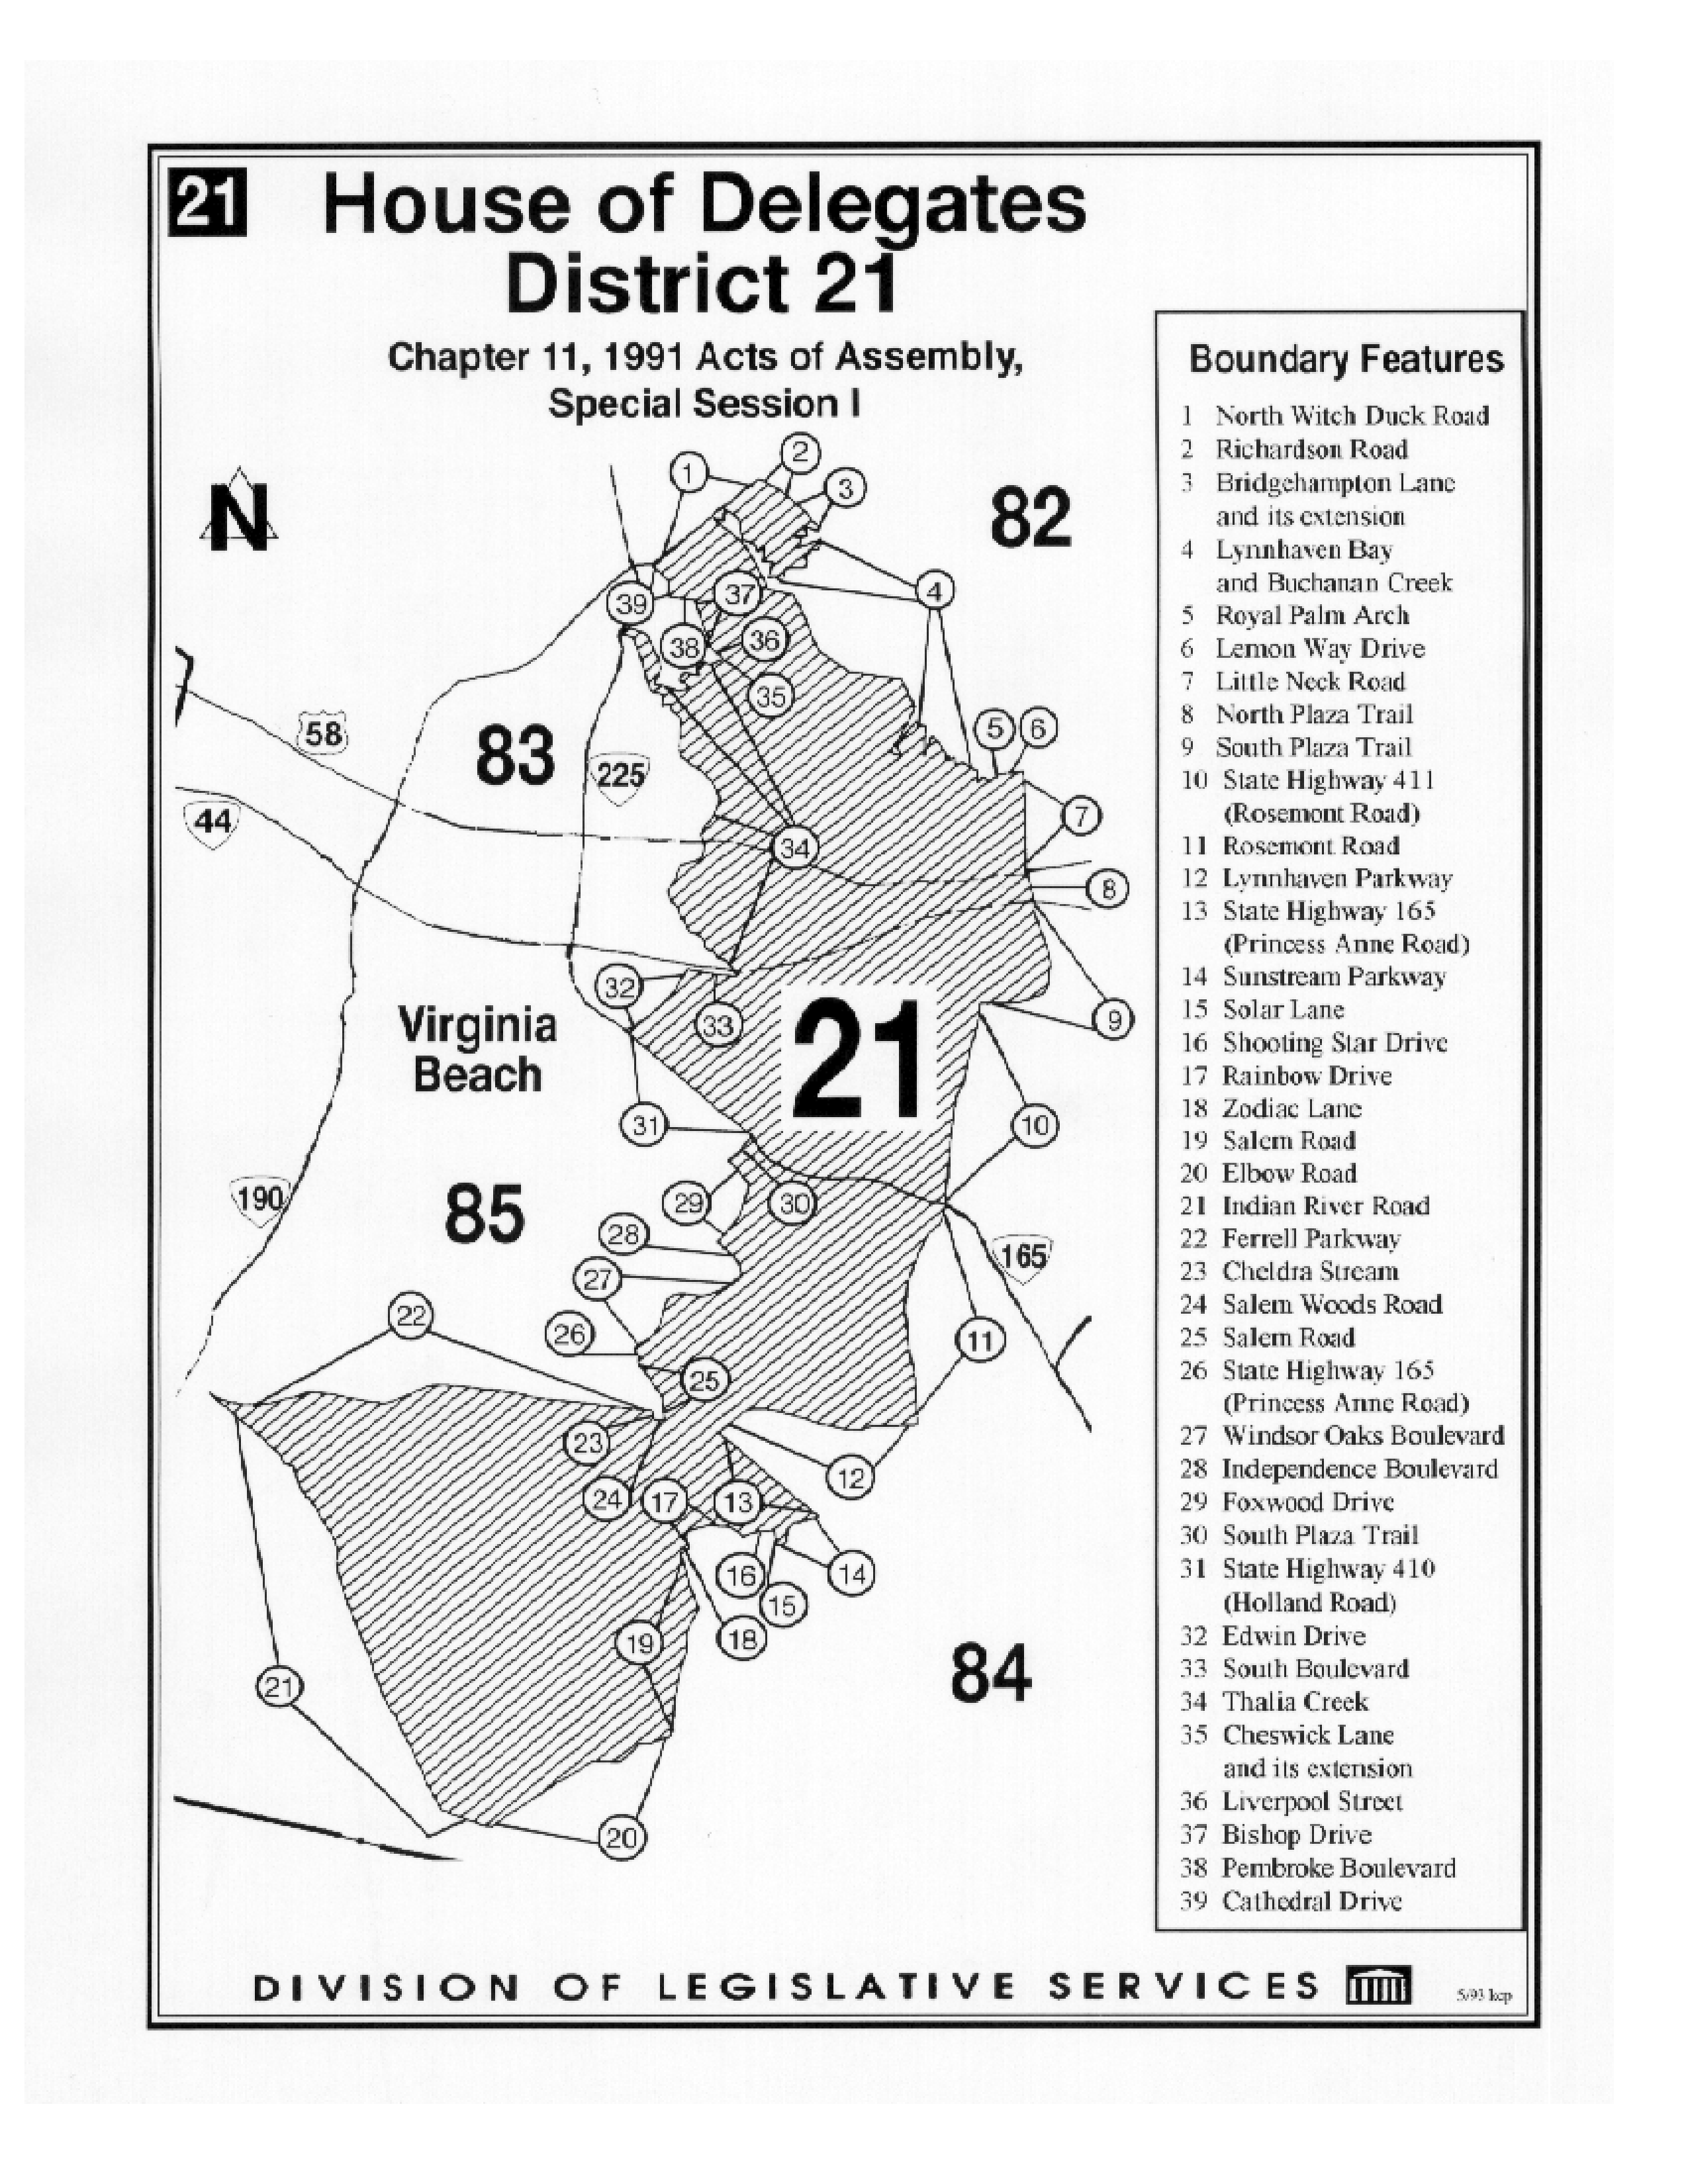 21 House of Delegates
District 21
Chapter 11, 1991 Acts of Assembly,
Special Session I
N
82
83
85
84
21
Virginia
Beach
58
44
225
190
165
1
2
3
4
5
6
7
8
9
10
11
12
13
14
15
16
17
18
19
20
21
22
23
24
25
26
27
28
29
30
31
32
33
34
35
36
37
38
39
Boundary Features
1 North Witch Duck Road
2 Richardson Road
3 Bridgehampton Lane
and its extension
4 Lynnhaven Bay
and Buchanan Creek
5 Royal Palm Arch
6 Lemon Way Drive
7 Little Neck Road
8 North Plaza Trail
9 South Plaza Trail
10 State Highway 411
(Rosemont Road)
11 Rosemont Road
12 Lynnhaven Parkway
13 State Highway 165
(Princess Anne Road)
14 Sunstream Parkway
15 Solar Lane
16 Shooting Star Drive
17 Rainbow Drive
18 Zodiac Lane
19 Salem Road
20 Elbow Road
21 Indian River Road
22 Ferrell Parkway
23 Cheldra Stream
24 Salem Woods Road
25 Salem Road
26 State Highway 165
(Princess Anne Road)
27 Windsor Oaks Boulevard
28 Independence Boulevard
29 Foxwood Drive
30 South Plaza Trail
31 State Highway 410
(Holland Road)
32 Edwin Drive
33 South Boulevard
34 Thalia Creek
35 Cheswick Lane
and its extension
36 Liverpool Street
37 Bishop Drive
38 Pembroke Boulevard
39 Cathedral Drive
DIVISION OF LEGISLATIVE SERVICES
5/93 kcp